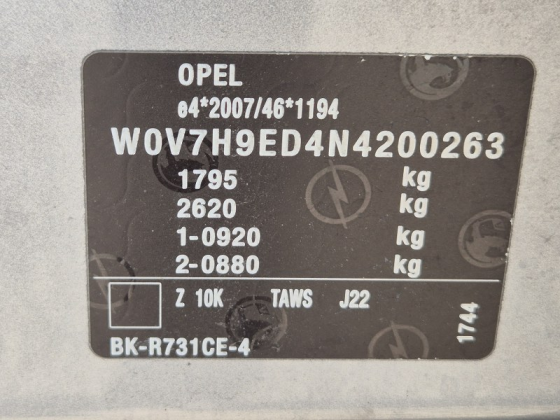 OPEL
e4*2007/46*1194
W0V7H9ED4N4200263
1795 kg
2620 kg
1-0920 kg
2-0880 kg
Z 10K TAWS J22
BK-R731CE-4
1744